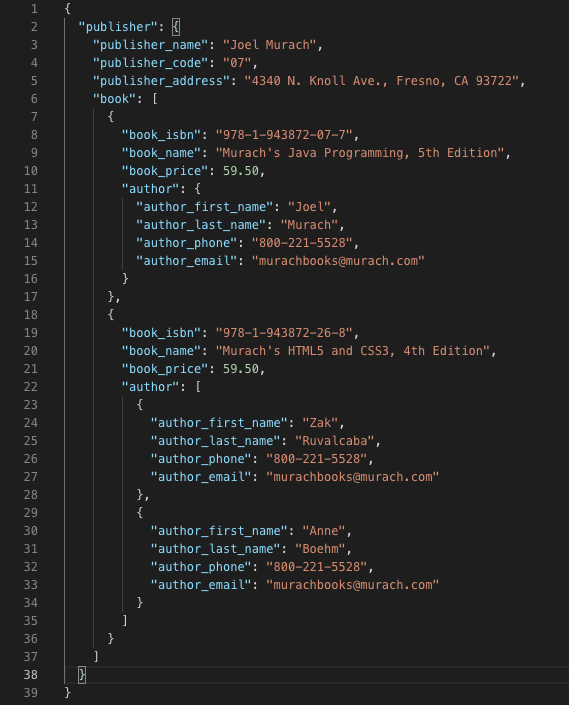 1 {
2   "publisher": {
3     "publisher_name": "Joel Murach",
4     "publisher_code": "07",
5     "publisher_address": "4340 N. Knoll Ave., Fresno, CA 93722",
6     "book": [
7       {
8         "book_isbn": "978-1-943872-07-7",
9         "book_name": "Murach's Java Programming, 5th Edition",
10         "book_price": 59.50,
11         "author": {
12           "author_first_name": "Joel",
13           "author_last_name": "Murach",
14           "author_phone": "800-221-5528",
15           "author_email": "murachbooks@murach.com"
16         }
17       },
18       {
19         "book_isbn": "978-1-943872-26-8",
20         "book_name": "Murach's HTML5 and CSS3, 4th Edition",
21         "book_price": 59.50,
22         "author": [
23           {
24             "author_first_name": "Zak",
25             "author_last_name": "Ruvalcaba",
26             "author_phone": "800-221-5528",
27             "author_email": "murachbooks@murach.com"
28           },
29           {
30             "author_first_name": "Anne",
31             "author_last_name": "Boehm",
32             "author_phone": "800-221-5528",
33             "author_email": "murachbooks@murach.com"
34           }
35         ]
36       }
37     ]
38   }
39 }